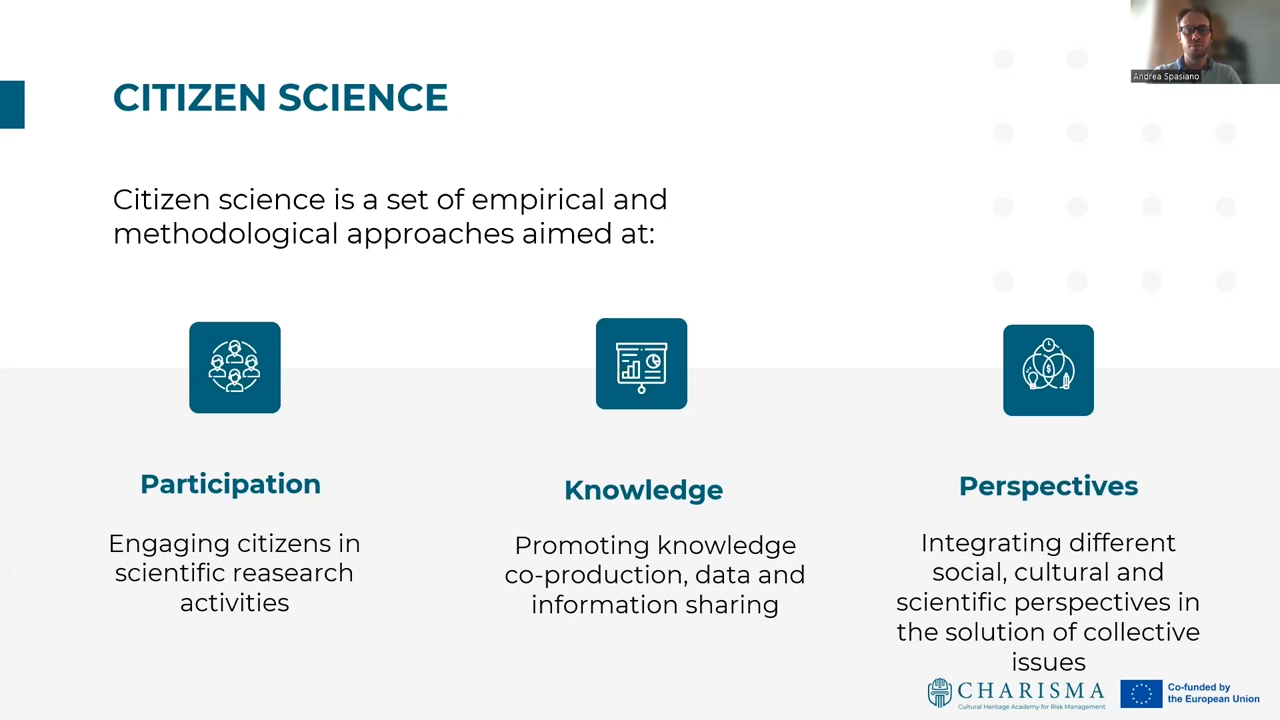 Andrea Spasiano
CITIZEN SCIENCE
Citizen science is a set of empirical and
methodological approaches aimed at:
Participation
Engaging citizens in
scientific reasearch
activities
Knowledge
Promoting knowledge
co-production, data and
information sharing
Perspectives
Integrating different
social, cultural and
scientific perspectives in
the solution of collective
issues
CHARISMA
Cultural Heritage Academy for Risk Management
Co-funded by
the European Union